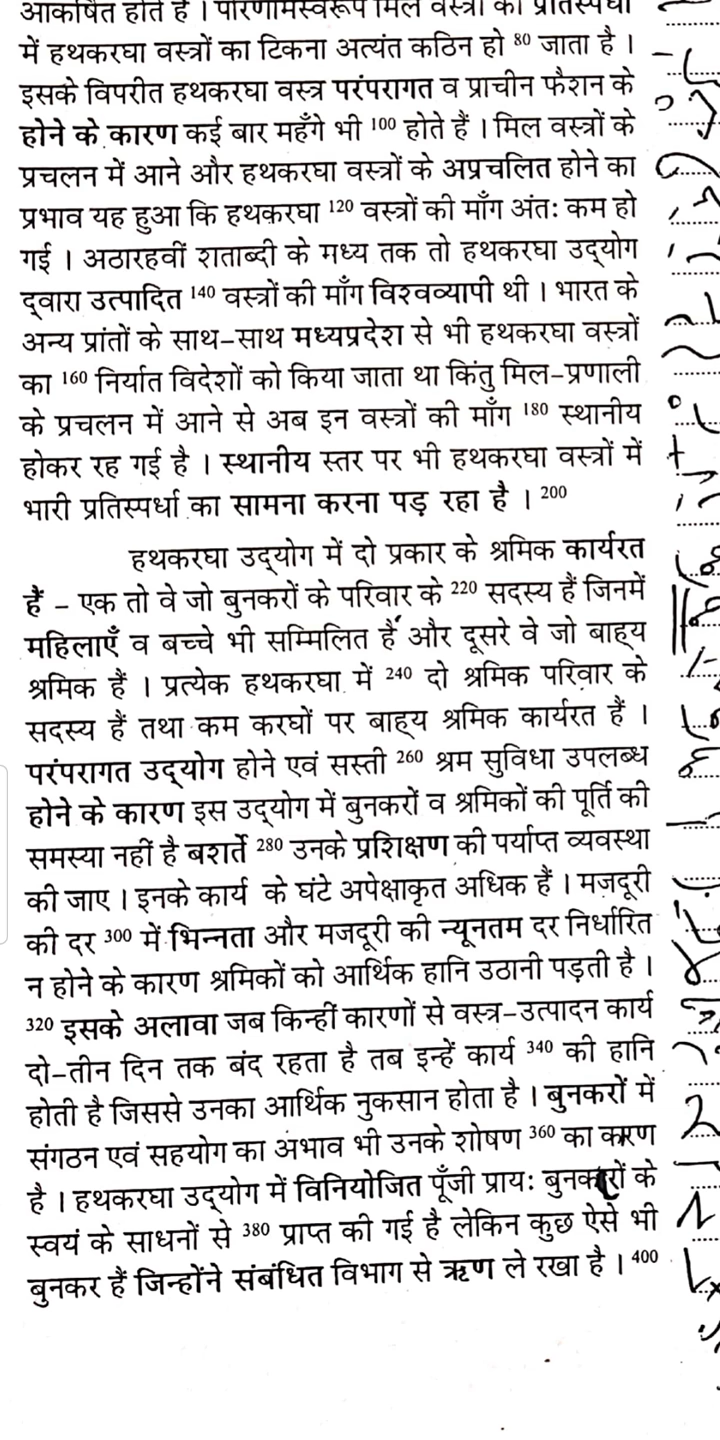 आकर्षित होते हैं । परिणामस्वरूप मिल वस्त्रों की प्रतिस्पर्धा
में हथकरघा वस्त्रों का टिकना अत्यंत कठिन हो 80 जाता है ।
इसके विपरीत हथकरघा वस्त्र परंपरागत व प्राचीन फैशन के
होने के कारण कई बार महँगे भी 100 होते हैं । मिल वस्त्रों के
प्रचलन में आने और हथकरघा वस्त्रों के अप्रचलित होने का
प्रभाव यह हुआ कि हथकरघा 120 वस्त्रों की माँग अंतः कम हो
गई । अठारहवीं शताब्दी के मध्य तक तो हथकरघा उद्योग
द्वारा उत्पादित 140 वस्त्रों की माँग विश्वव्यापी थी । भारत के
अन्य प्रांतों के साथ-साथ मध्यप्रदेश से भी हथकरघा वस्त्रों
का 160 निर्यात विदेशों को किया जाता था किंतु मिल-प्रणाली
के प्रचलन में आने से अब इन वस्त्रों की माँग 180 स्थानीय
होकर रह गई है । स्थानीय स्तर पर भी हथकरघा वस्त्रों में
भारी प्रतिस्पर्धा का सामना करना पड़ रहा है । 200
हथकरघा उद्योग में दो प्रकार के श्रमिक कार्यरत
हैं – एक तो वे जो बुनकरों के परिवार के 220 सदस्य हैं जिनमें
महिलाएँ व बच्चे भी सम्मिलित हैं और दूसरे वे जो बाह्य
श्रमिक हैं । प्रत्येक हथकरघा में 240 दो श्रमिक परिवार के
सदस्य हैं तथा कम करघों पर बाह्य श्रमिक कार्यरत हैं ।
परंपरागत उद्योग होने एवं सस्ती 260 श्रम सुविधा उपलब्ध
होने के कारण इस उद्योग में बुनकरों व श्रमिकों की पूर्ति की
समस्या नहीं है बशर्ते 280 उनके प्रशिक्षण की पर्याप्त व्यवस्था
की जाए । इनके कार्य के घंटे अपेक्षाकृत अधिक हैं । मजदूरी
की दर 300 में भिन्नता और मजदूरी की न्यूनतम दर निर्धारित
न होने के कारण श्रमिकों को आर्थिक हानि उठानी पड़ती है ।
320 इसके अलावा जब किन्हीं कारणों से वस्त्र-उत्पादन कार्य
दो-तीन दिन तक बंद रहता है तब इन्हें कार्य 340 की हानि
होती है जिससे उनका आर्थिक नुकसान होता है । बुनकरों में
संगठन एवं सहयोग का अभाव भी उनके शोषण 360 का कारण
है । हथकरघा उद्योग में विनियोजित पूँजी प्रायः बुनकरों के
स्वयं के साधनों से 380 प्राप्त की गई है लेकिन कुछ ऐसे भी
बुनकर हैं जिन्होंने संबंधित विभाग से ऋण ले रखा है । 400